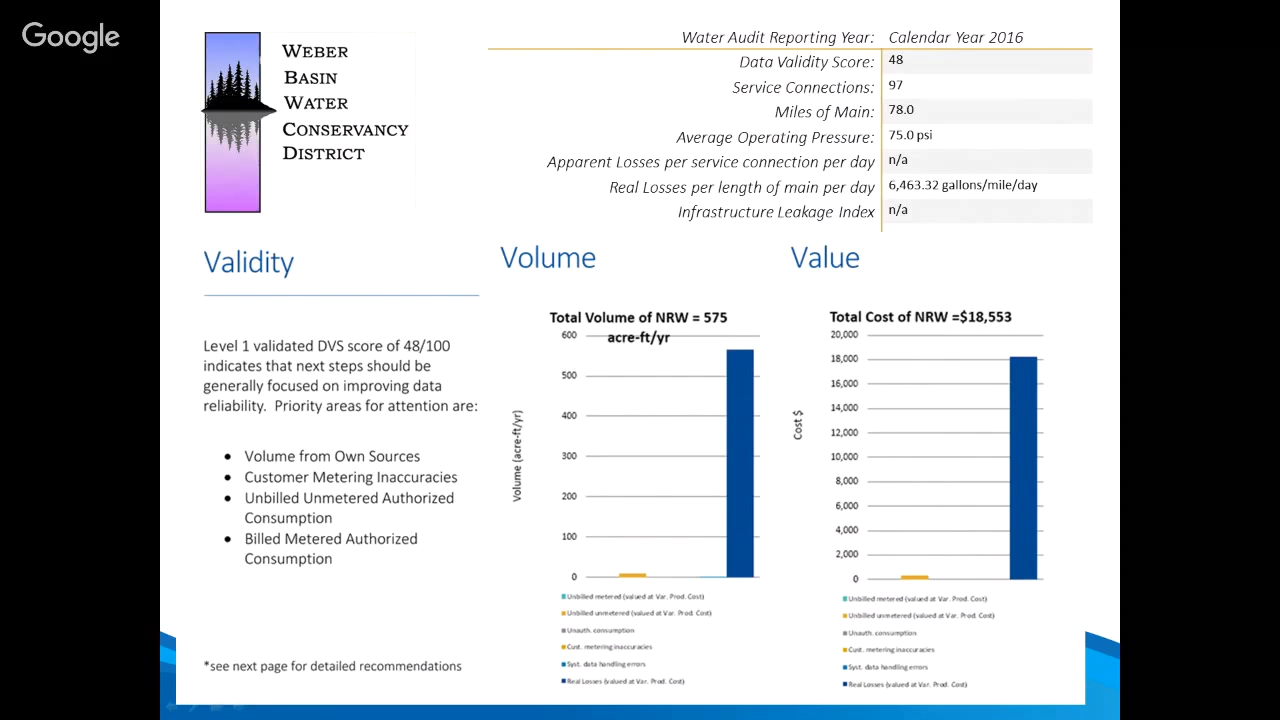 Google
WEBER
BASIN
WATER
CONSERVANCY
DISTRICT
Water Audit Reporting Year: Calendar Year 2016
Data Validity Score: 48
Service Connections: 97
Miles of Main: 78.0
Average Operating Pressure: 75.0 psi
Apparent Losses per service connection per day n/a
Real Losses per length of main per day 6,463.32 gallons/mile/day
Infrastructure Leakage Index n/a
Validity
Level 1 validated DVS score of 48/100
indicates that next steps should be
generally focused on improving data
reliability. Priority areas for attention are:
● Volume from Own Sources
● Customer Metering Inaccuracies
● Unbilled Unmetered Authorized
Consumption
● Billed Metered Authorized
Consumption
*see next page for detailed recommendations
Volume
Total Volume of NRW = 575
acre-ft/yr
Volume (acre-ft/yr)
600
500
400
300
200
100
0
Unbilled metered (valued at Var. Prod. Cost)
Unbilled unmetered (valued at Var. Prod. Cost)
Unauth. consumption
Cust. metering inaccuracies
Syst. data handling errors
Real Losses (valued at Var. Prod. Cost)
Value
Total Cost of NRW =$18,553
Cost $
20,000
18,000
16,000
14,000
12,000
10,000
8,000
6,000
4,000
2,000
0
Unbilled metered (valued at Var. Prod. Cost)
Unbilled unmetered (valued at Var. Prod. Cost)
Unauth. consumption
Cust. metering inaccuracies
Syst. data handling errors
Real Losses (valued at Var. Prod. Cost)